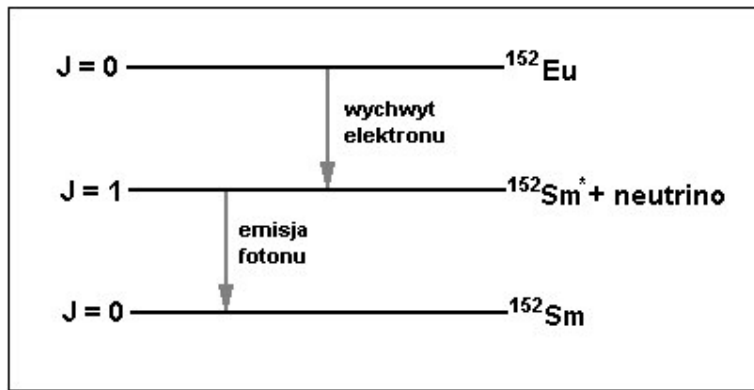 J = 0 ¹⁵²Eu
wychwyt
elektronu
J = 1 ¹⁵²Sm* + neutrino
emisja
fotonu
J = 0 ¹⁵²Sm